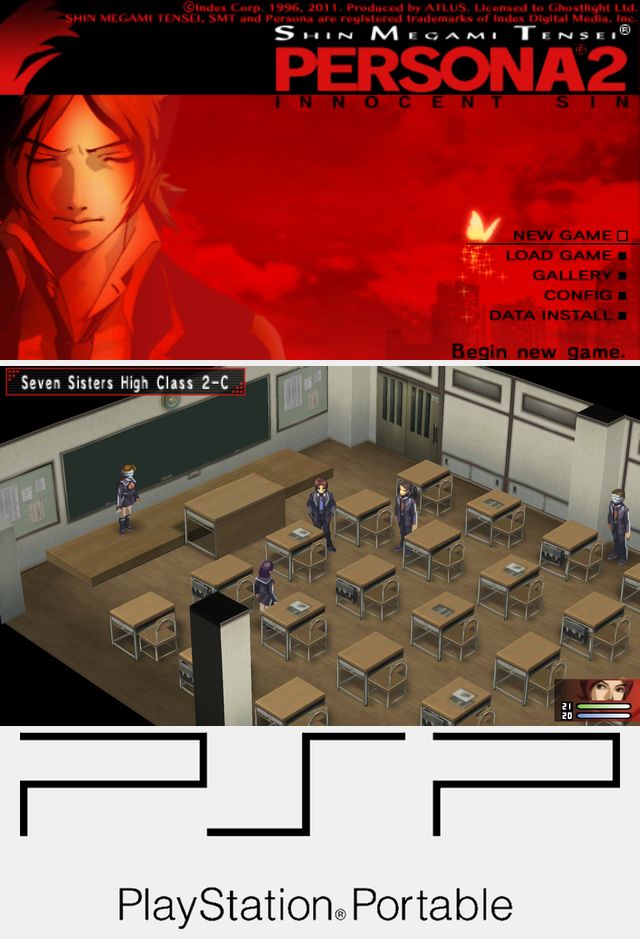 ©Index Corp. 1996, 2011. Produced by ATLUS. Licensed to Ghostlight Ltd.
SHIN MEGAMI TENSEI, SMT and Persona are registered trademarks of Index Digital Media, Inc.
SHIN MEGAMI TENSEI®
PERSONA2
INNOCENT SIN
NEW GAME
LOAD GAME
GALLERY
CONFIG
DATA INSTALL
Begin new game.
Seven Sisters High Class 2-C
21
20
PSP
PlayStation®Portable